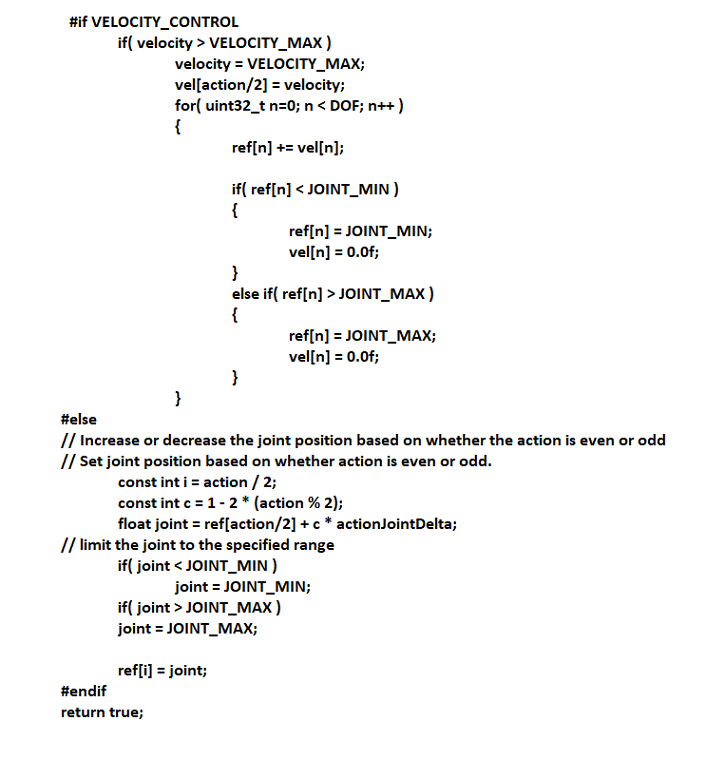 #if VELOCITY_CONTROL
if( velocity > VELOCITY_MAX )
velocity = VELOCITY_MAX;
vel[action/2] = velocity;
for( uint32_t n=0; n < DOF; n++ )
{
ref[n] += vel[n];
if( ref[n] < JOINT_MIN )
{
ref[n] = JOINT_MIN;
vel[n] = 0.0f;
}
else if( ref[n] > JOINT_MAX )
{
ref[n] = JOINT_MAX;
vel[n] = 0.0f;
}
}
#else
// Increase or decrease the joint position based on whether the action is even or odd
// Set joint position based on whether action is even or odd.
const int i = action / 2;
const int c = 1 - 2 * (action % 2);
float joint = ref[action/2] + c * actionJointDelta;
// limit the joint to the specified range
if( joint < JOINT_MIN )
joint = JOINT_MIN;
if( joint > JOINT_MAX )
joint = JOINT_MAX;
ref[i] = joint;
#endif
return true;